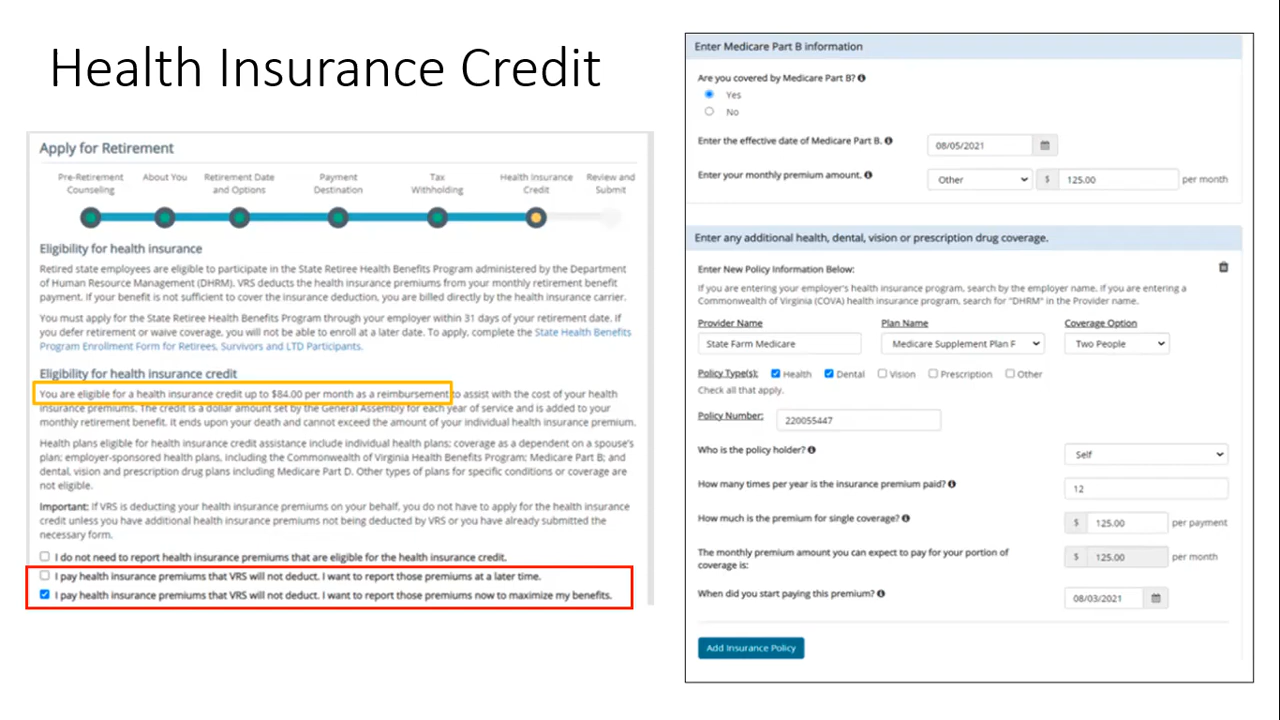 Health Insurance Credit
Apply for Retirement
Pre-Retirement Counseling
About You
Retirement Date and Options
Payment Destination
Tax Withholding
Health Insurance Credit
Review and Submit
Eligibility for health insurance
Retired state employees are eligible to participate in the State Retiree Health Benefits Program administered by the Department
of Human Resource Management (DHRM). VRS deducts the health insurance premiums from your monthly retirement benefit
payment. If your benefit is not sufficient to cover the insurance deduction, you are billed directly by the health insurance carrier.
You must apply for the State Retiree Health Benefits Program through your employer within 31 days of your retirement date. If
you defer retirement or waive coverage, you will not be able to enroll at a later date. To apply, complete the State Health Benefits
Program Enrollment Form for Retirees, Survivors and LTD Participants.
Eligibility for health insurance credit
You are eligible for a health insurance credit up to $84.00 per month as a reimbursement to assist with the cost of your health
insurance premiums. The credit is a dollar amount set by the General Assembly for each year of service and is added to your
monthly retirement benefit. It ends upon your death and cannot exceed the amount of your individual health insurance premium.
Health plans eligible for health insurance credit assistance include individual health plans; coverage as a dependent on a spouse's
plan; employer-sponsored health plans, including the Commonwealth of Virginia Health Benefits Program; Medicare Part B; and
dental, vision and prescription drug plans including Medicare Part D. Other types of plans for specific conditions or coverage are
not eligible.
Important: If VRS is deducting your health insurance premiums on your behalf, you do not have to apply for the health insurance
credit unless you have additional health insurance premiums not being deducted by VRS or you have already submitted the
necessary form.
I do not need to report health insurance premiums that are eligible for the health insurance credit.
I pay health insurance premiums that VRS will not deduct. I want to report those premiums at a later time.
I pay health insurance premiums that VRS will not deduct. I want to report those premiums now to maximize my benefits.
Enter Medicare Part B information
Are you covered by Medicare Part B?
Yes
No
Enter the effective date of Medicare Part B. 08/05/2021
Enter your monthly premium amount. Other $ 125.00 per month
Enter any additional health, dental, vision or prescription drug coverage.
Enter New Policy Information Below:
If you are entering your employer's health insurance program, search by the employer name. If you are entering a
Commonwealth of Virginia (COVA) health insurance program, search for "DHRM" in the Provider name.
Provider Name Plan Name Coverage Option
State Farm Medicare Medicare Supplement Plan F Two People
Policy Type(s): Health Dental Vision Prescription Other
Check all that apply.
Policy Number: 220055447
Who is the policy holder? Self
How many times per year is the insurance premium paid? 12
How much is the premium for single coverage? $ 125.00 per payment
The monthly premium amount you can expect to pay for your portion of
coverage is: $ 125.00 per month
When did you start paying this premium? 08/03/2021
Add Insurance Policy